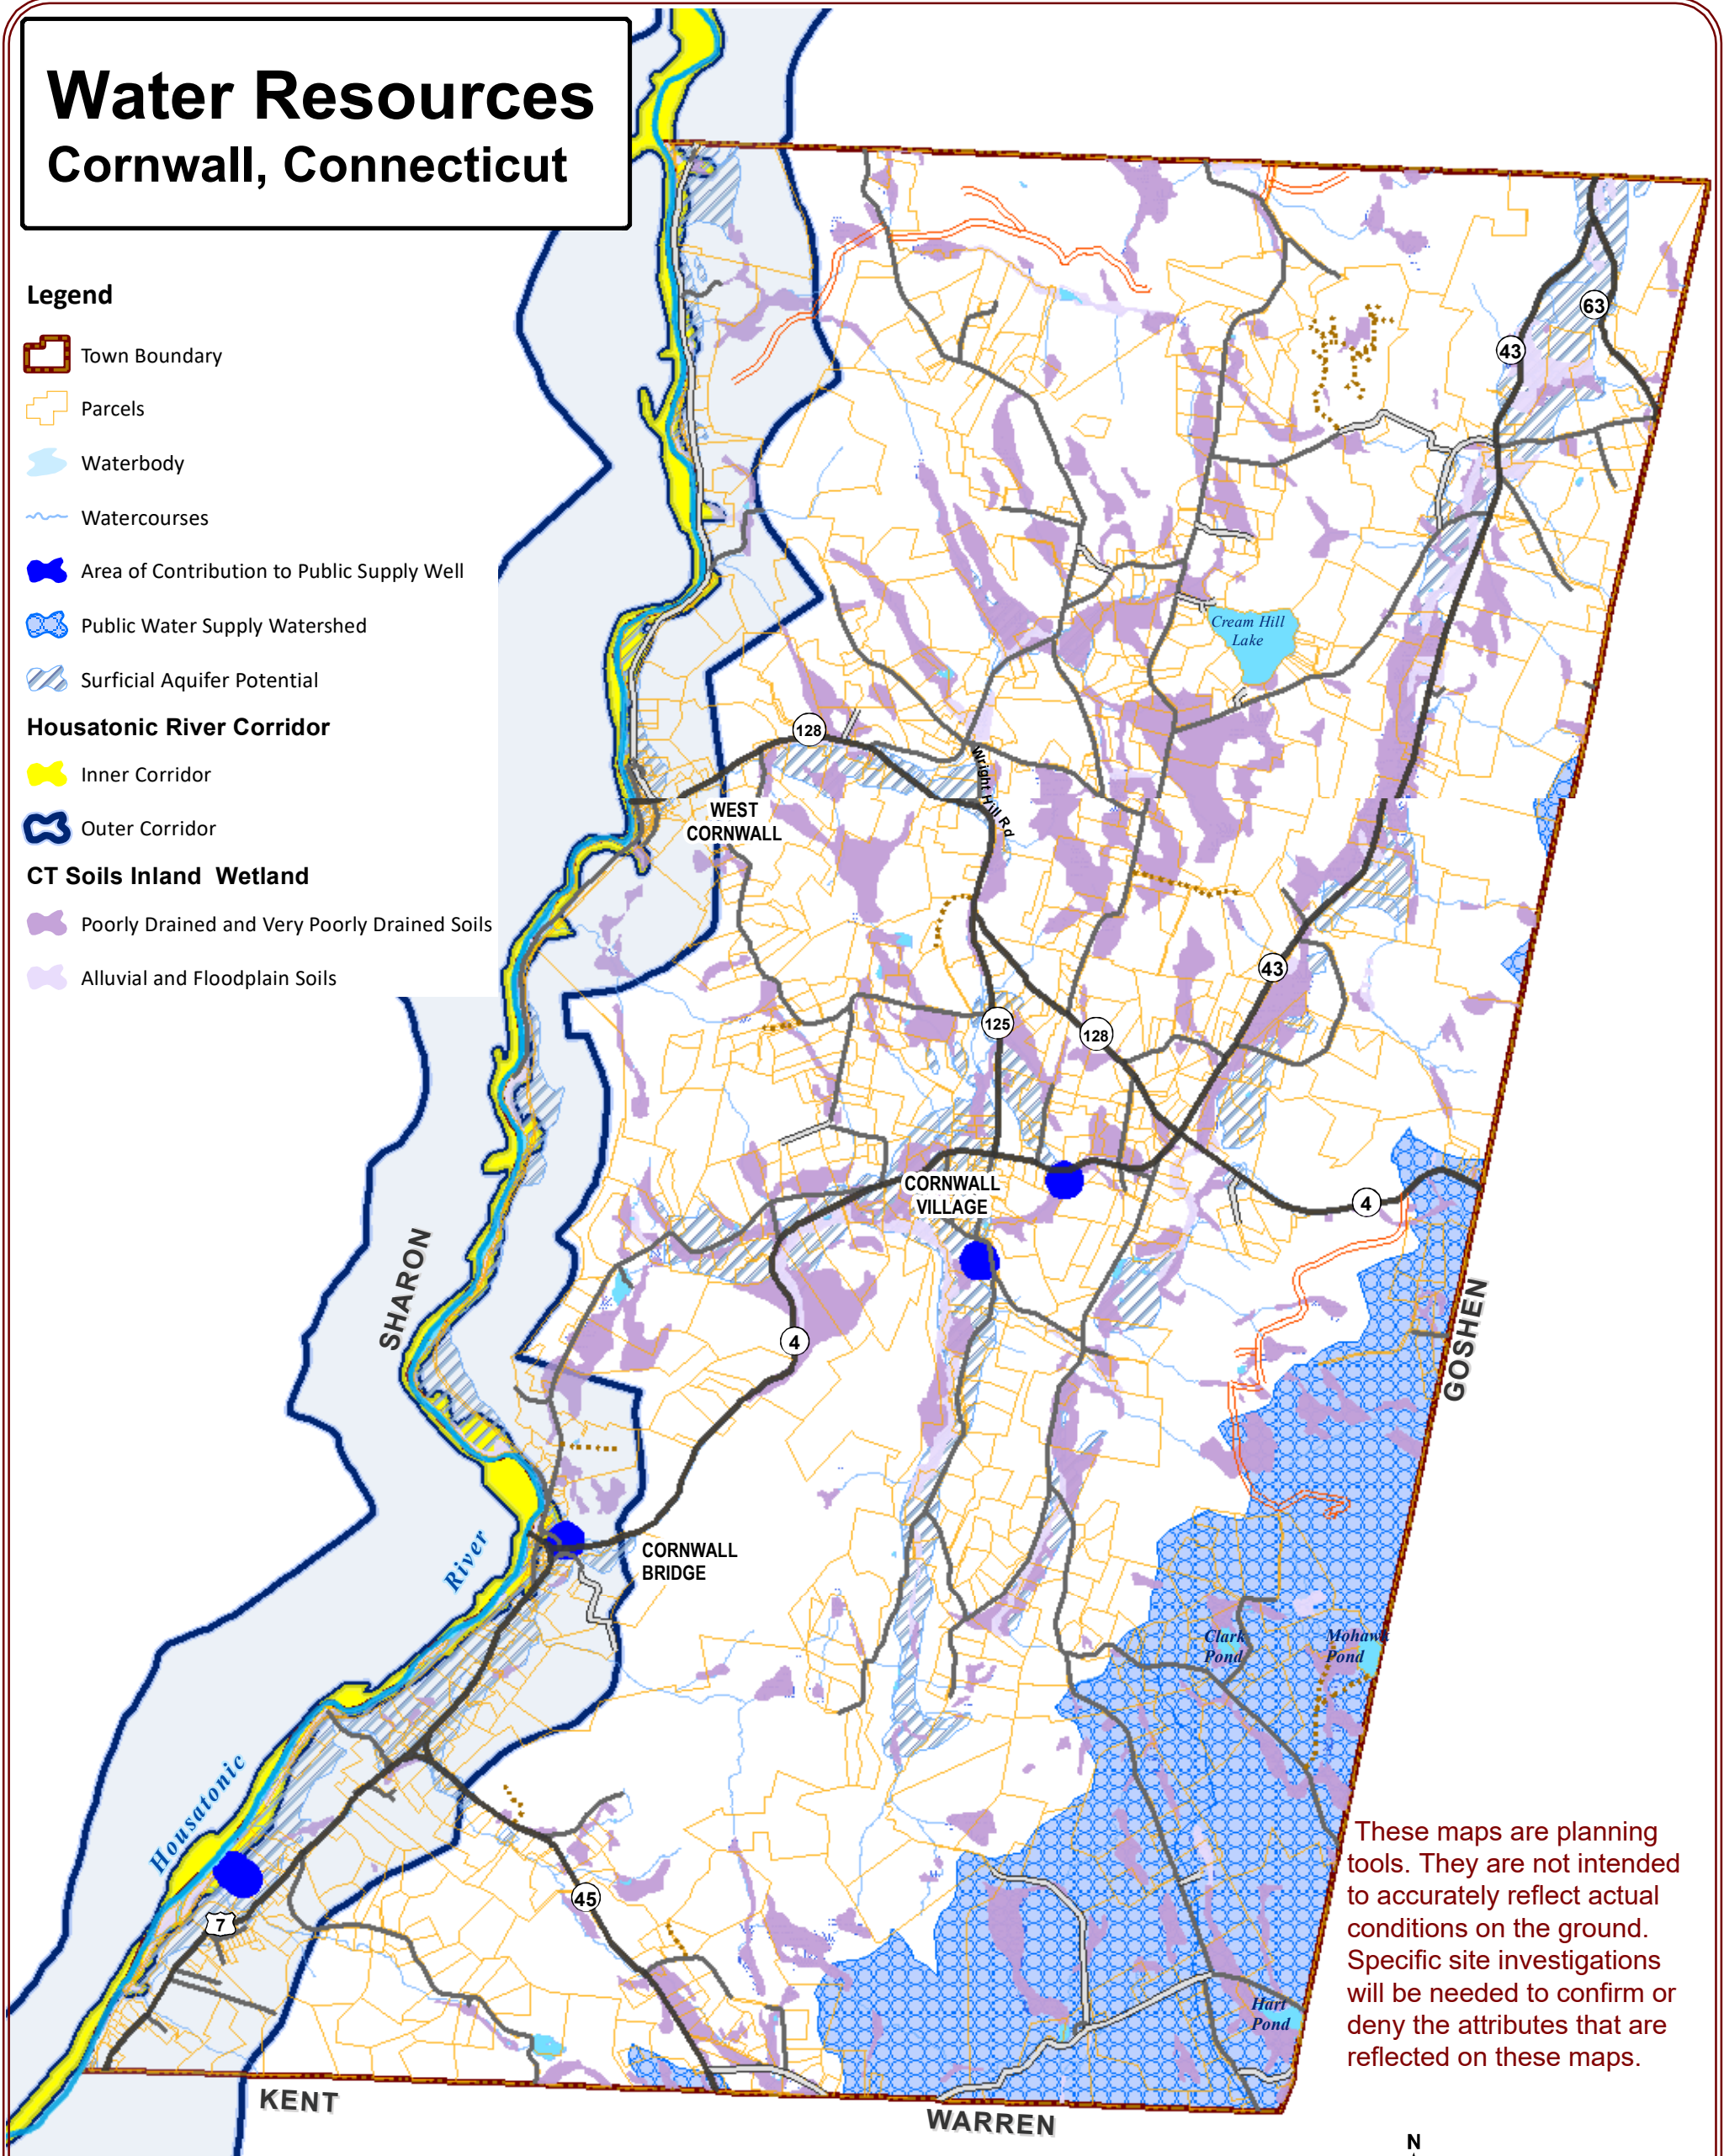 Water Resources
Cornwall, Connecticut
Legend
Town Boundary
Parcels
Waterbody
Watercourses
Area of Contribution to Public Supply Well
Public Water Supply Watershed
Surficial Aquifer Potential
Housatonic River Corridor
Inner Corridor
Outer Corridor
CT Soils Inland Wetland
Poorly Drained and Very Poorly Drained Soils
Alluvial and Floodplain Soils
63
43
Cream Hill
Lake
128
Wright Hill Rd
WEST
CORNWALL
43
125
128
CORNWALL
VILLAGE
4
SHARON
GOSHEN
4
River
CORNWALL
BRIDGE
Clark
Pond
Mohawk
Pond
Housatonic
These maps are planning
tools. They are not intended
to accurately reflect actual
conditions on the ground.
Specific site investigations
will be needed to confirm or
deny the attributes that are
reflected on these maps.
45
7
Hart
Pond
KENT
WARREN
N